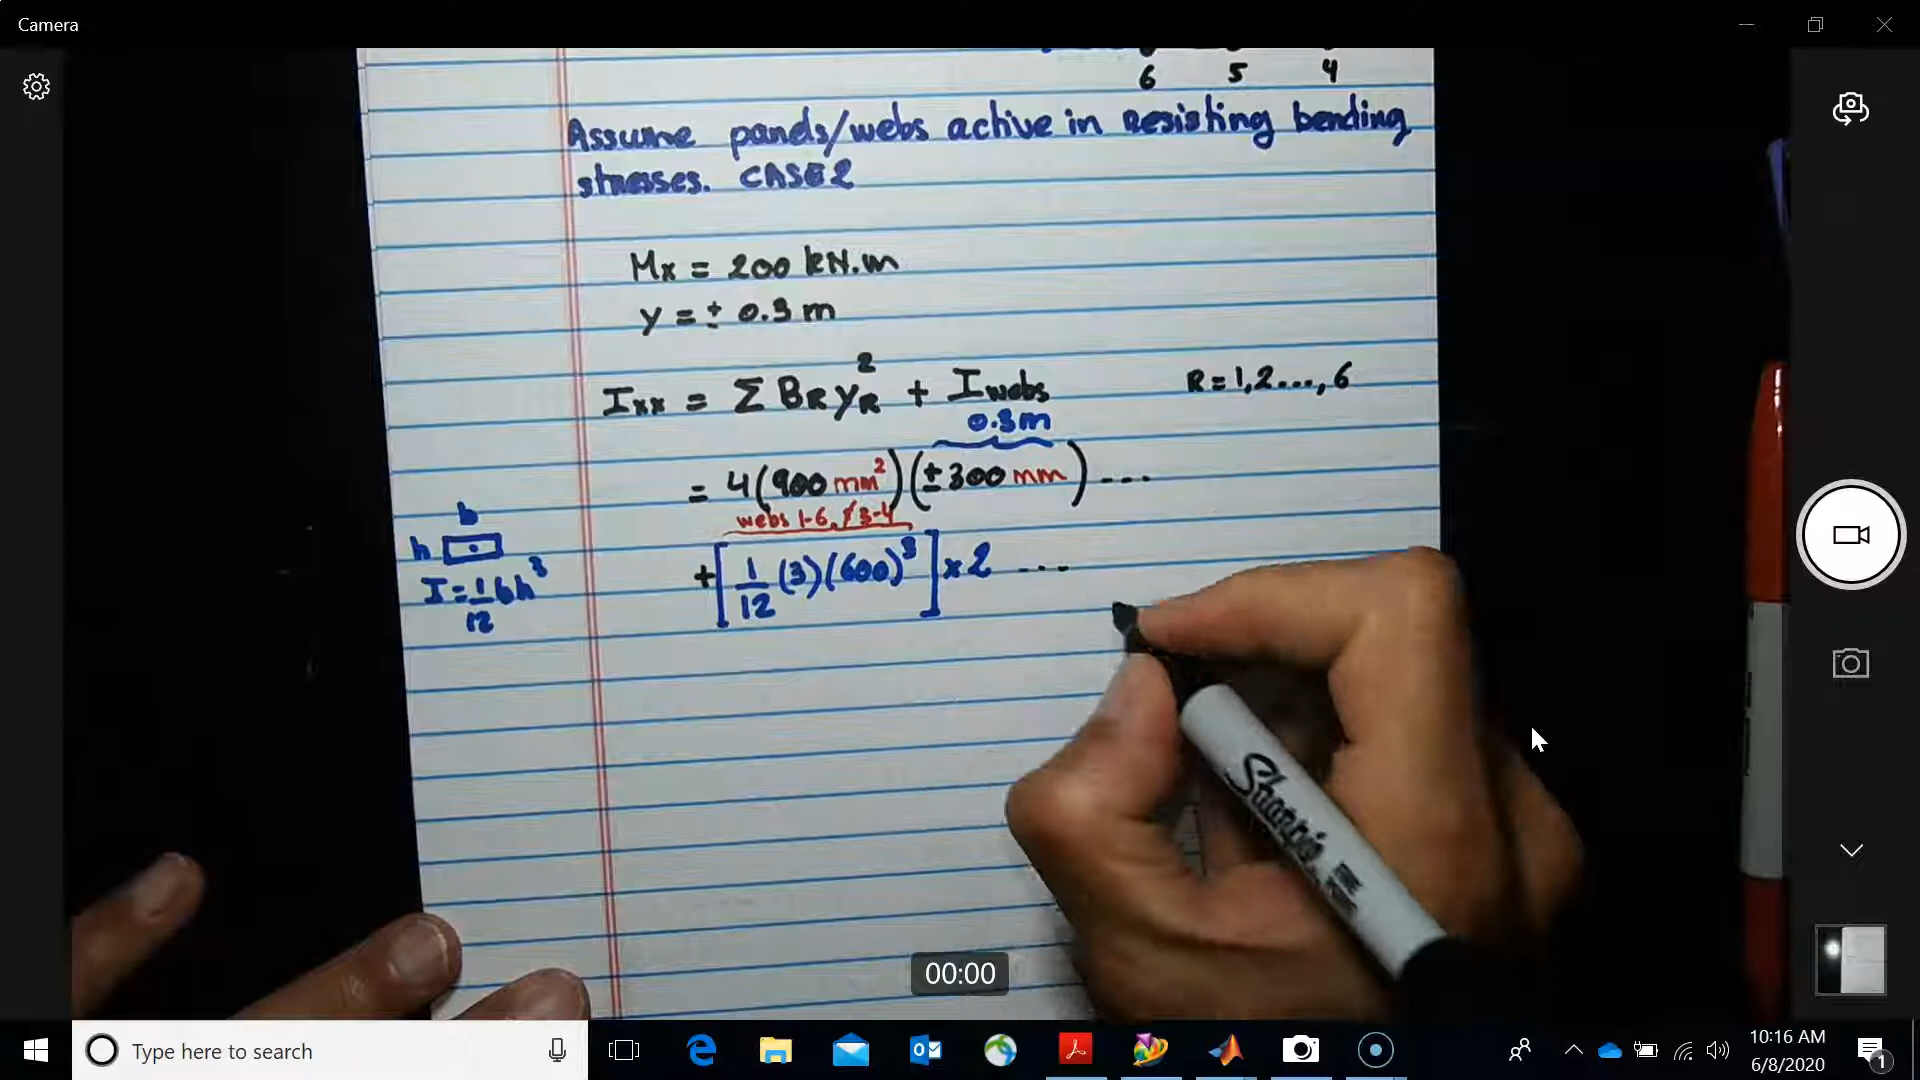 Camera
6 5 4
Assume panels/webs active in resisting bending
stresses. CASE 2
Mx = 200 kN.m
y = ± 0.3 m
Ixx = Σ BR yR² + Iwebs R = 1,2...,6
0.3m
= 4(900 mm²)(±300 mm) ...
webs 1-6, & 3-4
+[1/12 (3)(600)³] x 2 ...
b
h
I = 1/12 bh³
Sharpie
00:00
Type here to search
10:16 AM
6/8/2020
1